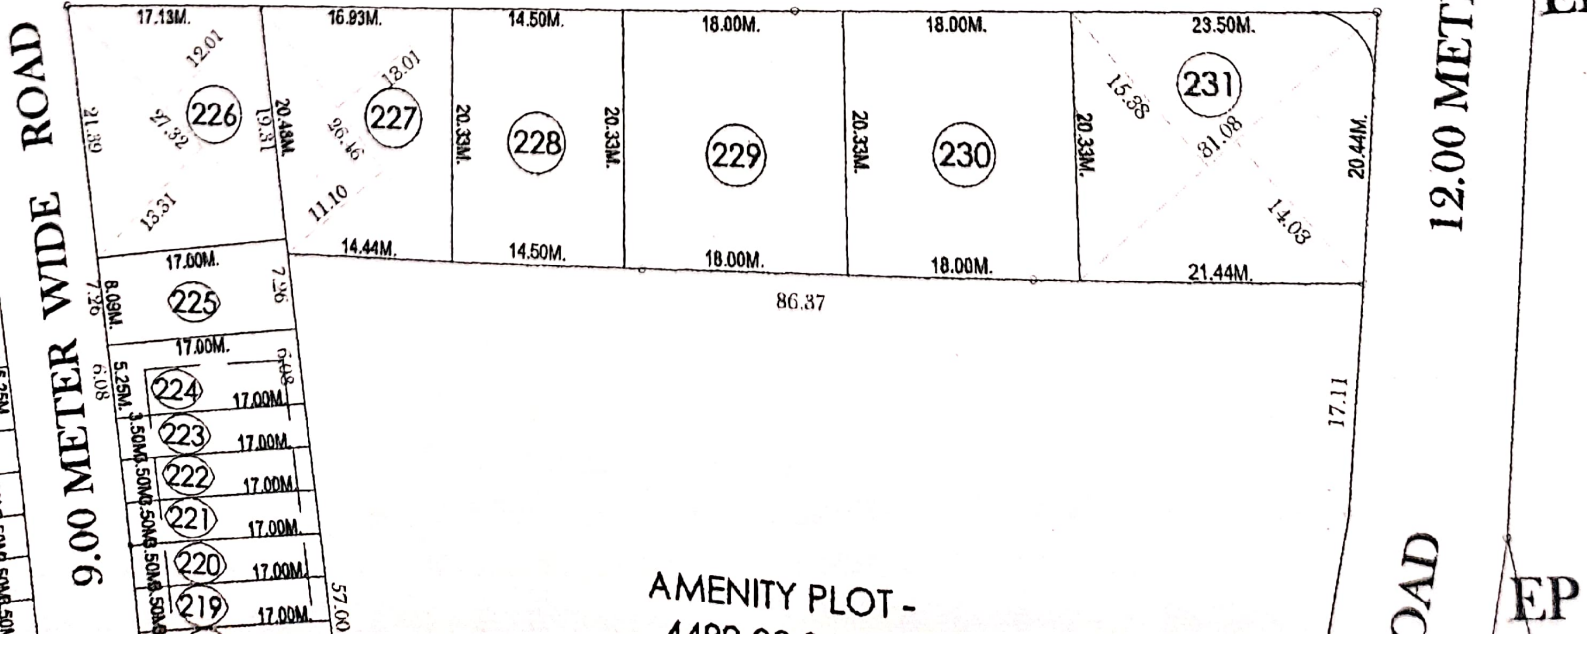 17.13M.
16.93M.
14.50M.
18.00M.
18.00M.
23.50M.
12.01
226
27.32
21.39
13.31
20.48M.
19.31
12.01
227
26.46
11.10
20.33M.
228
20.33M.
229
20.33M.
230
20.33M.
231
15.38
31.08
14.03
20.44M.
14.44M.
14.50M.
18.00M.
18.00M.
21.44M.
86.37
17.00M.
225
8.09M.
7.26
7.26
17.00M.
5.25M.
6.08
6.08
224
17.00M.
3.50M
223
17.00M.
222
17.00M.
221
17.00M.
220
17.00M.
219
17.00M.
57.00
17.11
9.00 METER WIDE ROAD
12.00 MET
OAD
AMENITY PLOT -
EP